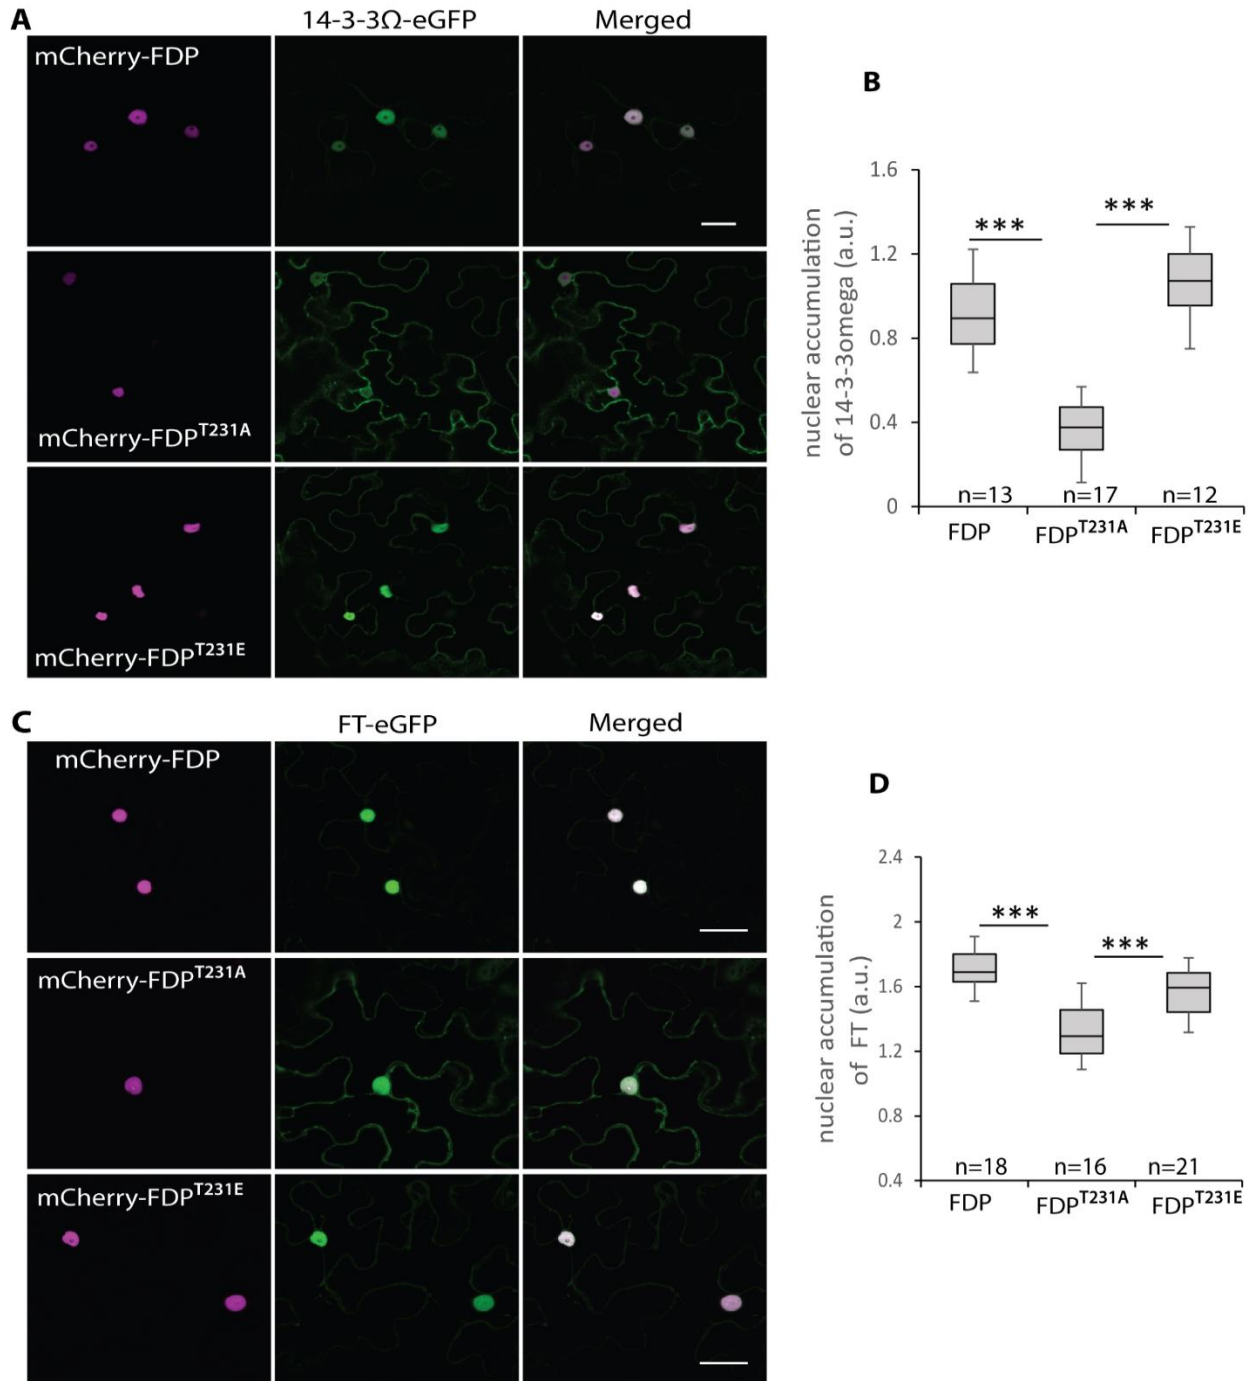 A
14-3-3Ω-eGFP
Merged
mCherry-FDP
mCherry-FDPT231A
mCherry-FDPT231E
B
nuclear accumulation
of 14-3-3omega (a.u.)
1.6
1.2
0.8
0.4
0
***
***
n=13
n=17
n=12
FDP
FDPT231A
FDPT231E
C
FT-eGFP
Merged
mCherry-FDP
mCherry-FDPT231A
mCherry-FDPT231E
D
nuclear accumulation
of FT (a.u.)
2.4
2
1.6
1.2
0.8
0.4
***
***
n=18
n=16
n=21
FDP
FDPT231A
FDPT231E